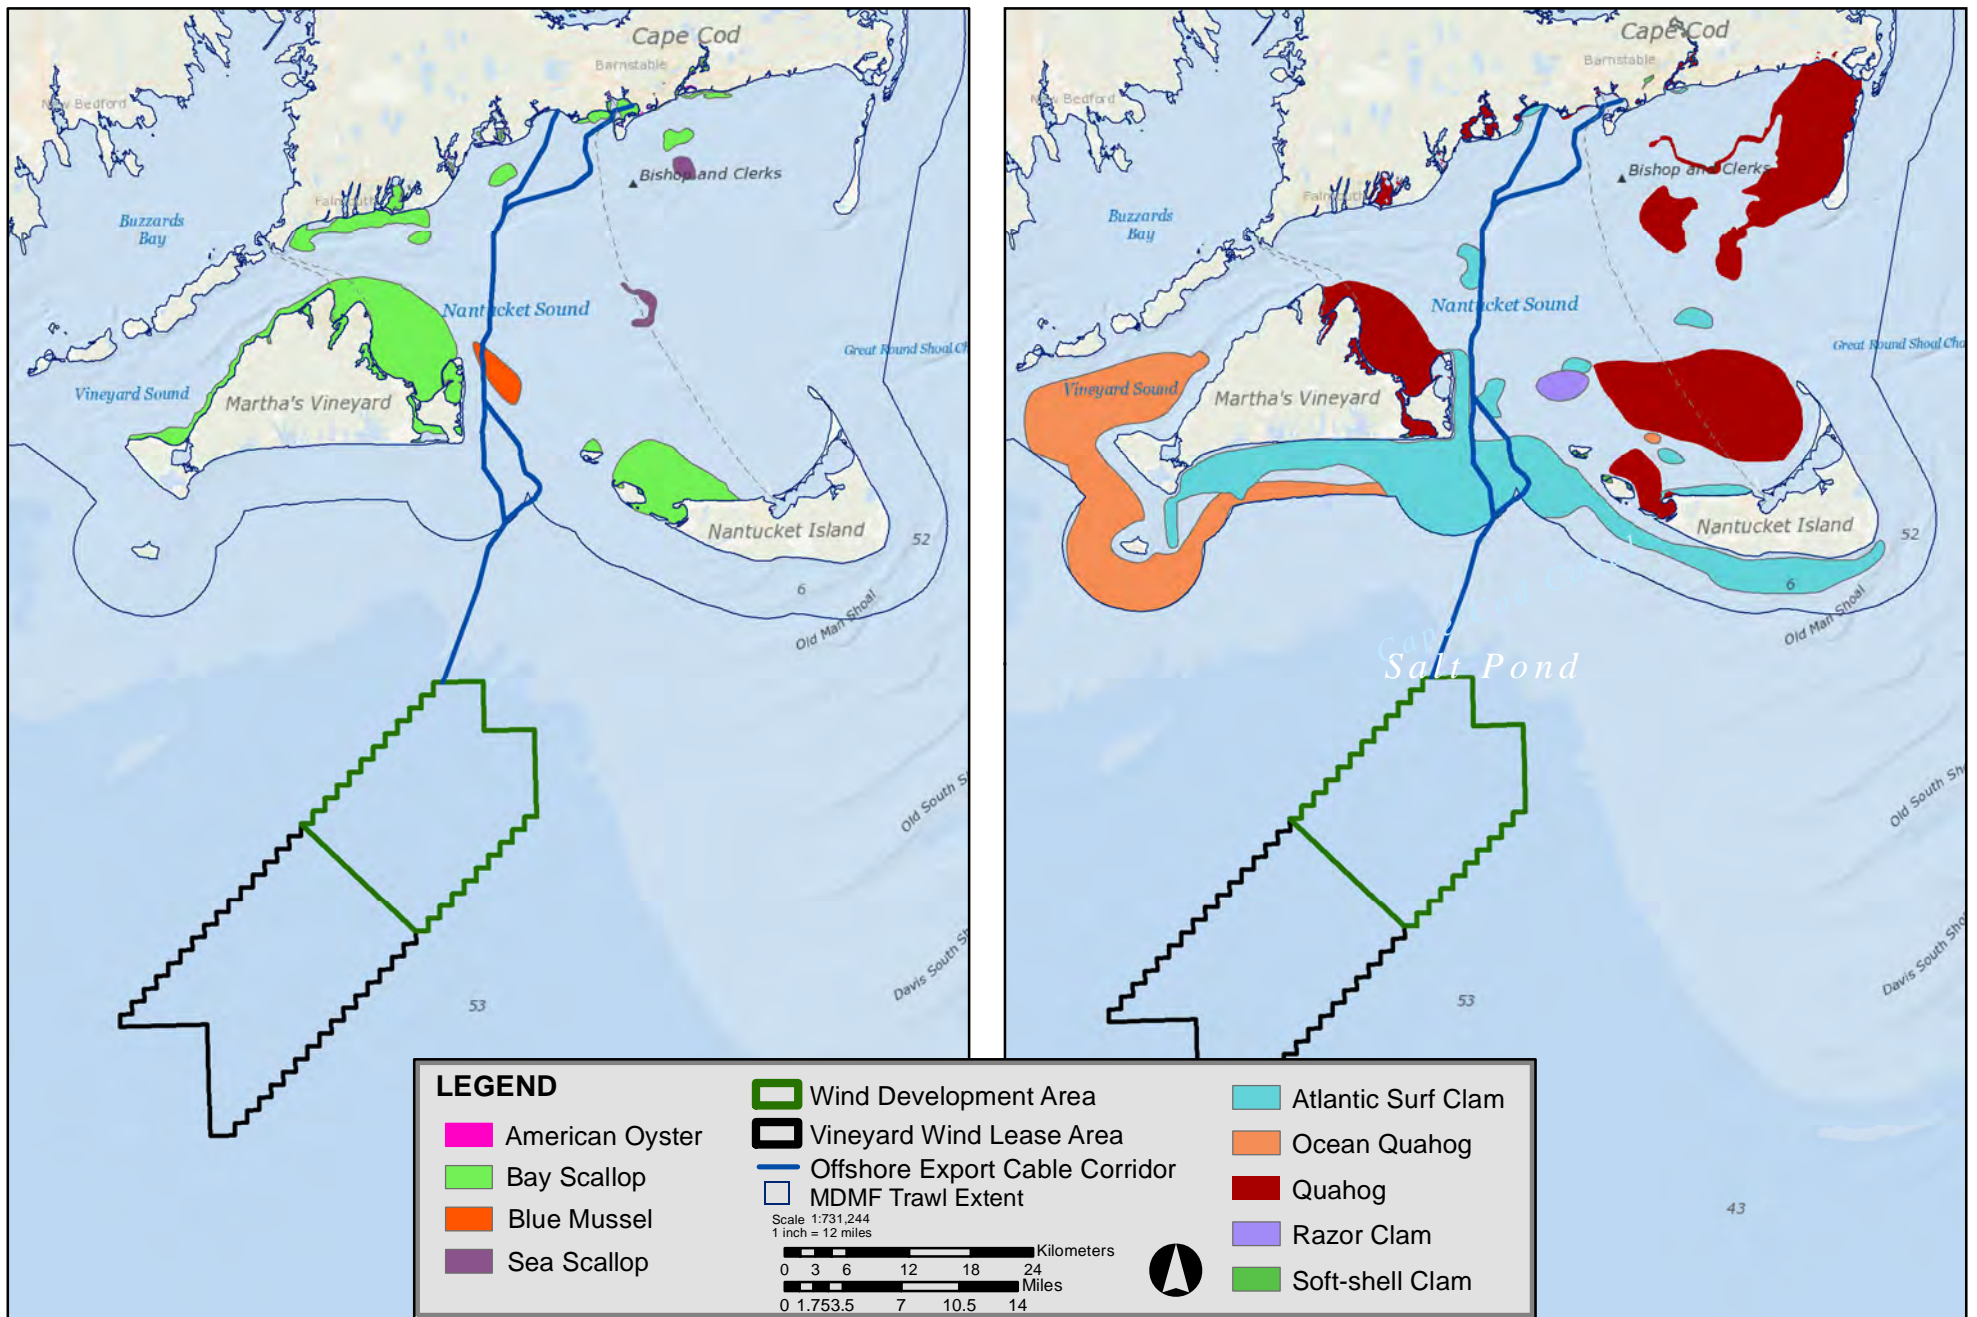 Cape Cod
Barnstable
New Bedford
Bishop and Clerks
Falmouth
Buzzards
Bay
Nantucket Sound
Great Round Shoal Ch
Vineyard Sound
Martha's Vineyard
Nantucket Island
52
6
Old Man Shoal
Old South S
Davis South Sh
53
Cape Cod
Barnstable
New Bedford
Bishop and Clerks
Falmouth
Buzzards
Bay
Nantucket Sound
Great Round Shoal Cha
Vineyard Sound
Martha's Vineyard
Nantucket Island
52
6
Old Man Shoal
Salt Pond
Old South Sho
Davis South Shoa
53
43
LEGEND
American Oyster
Bay Scallop
Blue Mussel
Sea Scallop
Wind Development Area
Vineyard Wind Lease Area
Offshore Export Cable Corridor
MDMF Trawl Extent
Scale 1:731,244
1 inch = 12 miles
Kilometers
0 3 6 12 18 24
Miles
0 1.75 3.5 7 10.5 14
Atlantic Surf Clam
Ocean Quahog
Quahog
Razor Clam
Soft-shell Clam